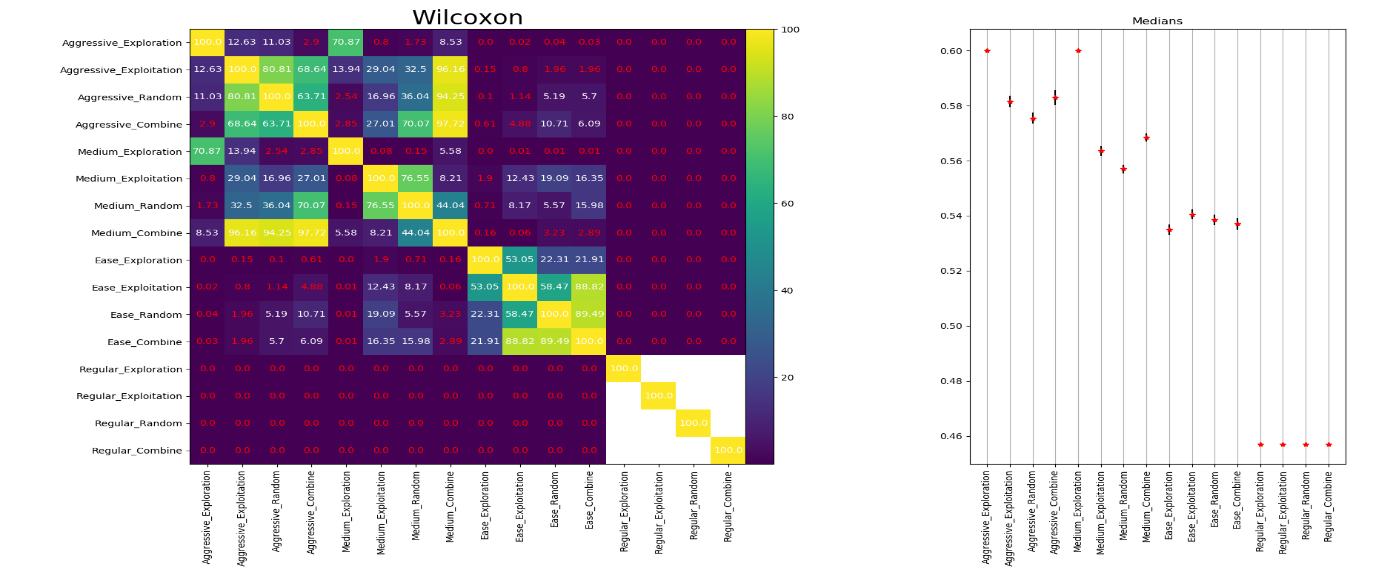 Wilcoxon
Aggressive_Exploration 100.0 12.63 11.03 2.9 70.87 0.8 1.73 8.53 0.0 0.02 0.04 0.03 0.0 0.0 0.0 0.0
Aggressive_Exploitation 12.63 100.0 80.81 68.64 13.94 29.04 32.5 96.16 0.15 0.8 1.96 1.96 0.0 0.0 0.0 0.0
Aggressive_Random 11.03 80.81 100.0 63.71 2.54 16.96 36.04 94.25 0.1 1.14 5.19 5.7 0.0 0.0 0.0 0.0
Aggressive_Combine 2.9 68.64 63.71 100.0 2.85 27.01 70.07 97.72 0.61 4.88 10.71 6.09 0.0 0.0 0.0 0.0
Medium_Exploration 70.87 13.94 2.54 2.85 100.0 0.08 0.15 5.58 0.0 0.01 0.01 0.01 0.0 0.0 0.0 0.0
Medium_Exploitation 0.8 29.04 16.96 27.01 0.08 100.0 76.55 8.21 1.9 12.43 19.09 16.35 0.0 0.0 0.0 0.0
Medium_Random 1.73 32.5 36.04 70.07 0.15 76.55 100.0 44.04 0.71 8.17 5.57 15.98 0.0 0.0 0.0 0.0
Medium_Combine 8.53 96.16 94.25 97.72 5.58 8.21 44.04 100.0 0.16 0.06 3.23 2.89 0.0 0.0 0.0 0.0
Ease_Exploration 0.0 0.15 0.1 0.61 0.0 1.9 0.71 0.16 100.0 53.05 22.31 21.91 0.0 0.0 0.0 0.0
Ease_Exploitation 0.02 0.8 1.14 4.88 0.01 12.43 8.17 0.06 53.05 100.0 58.47 88.82 0.0 0.0 0.0 0.0
Ease_Random 0.04 1.96 5.19 10.71 0.01 19.09 5.57 3.23 22.31 58.47 100.0 89.49 0.0 0.0 0.0 0.0
Ease_Combine 0.03 1.96 5.7 6.09 0.01 16.35 15.98 2.89 21.91 88.82 89.49 100.0 0.0 0.0 0.0 0.0
Regular_Exploration 0.0 0.0 0.0 0.0 0.0 0.0 0.0 0.0 0.0 0.0 0.0 0.0 100.0
Regular_Exploitation 0.0 0.0 0.0 0.0 0.0 0.0 0.0 0.0 0.0 0.0 0.0 0.0 100.0
Regular_Random 0.0 0.0 0.0 0.0 0.0 0.0 0.0 0.0 0.0 0.0 0.0 0.0 100.0
Regular_Combine 0.0 0.0 0.0 0.0 0.0 0.0 0.0 0.0 0.0 0.0 0.0 0.0 100.0
Aggressive_Exploration
Aggressive_Exploitation
Aggressive_Random
Aggressive_Combine
Medium_Exploration
Medium_Exploitation
Medium_Random
Medium_Combine
Ease_Exploration
Ease_Exploitation
Ease_Random
Ease_Combine
Regular_Exploration
Regular_Exploitation
Regular_Random
Regular_Combine
100
80
60
40
20
Medians
0.60
0.58
0.56
0.54
0.52
0.50
0.48
0.46
Aggressive_Exploration
Aggressive_Exploitation
Aggressive_Random
Aggressive_Combine
Medium_Exploration
Medium_Exploitation
Medium_Random
Medium_Combine
Ease_Exploration
Ease_Exploitation
Ease_Random
Ease_Combine
Regular_Exploration
Regular_Exploitation
Regular_Random
Regular_Combine